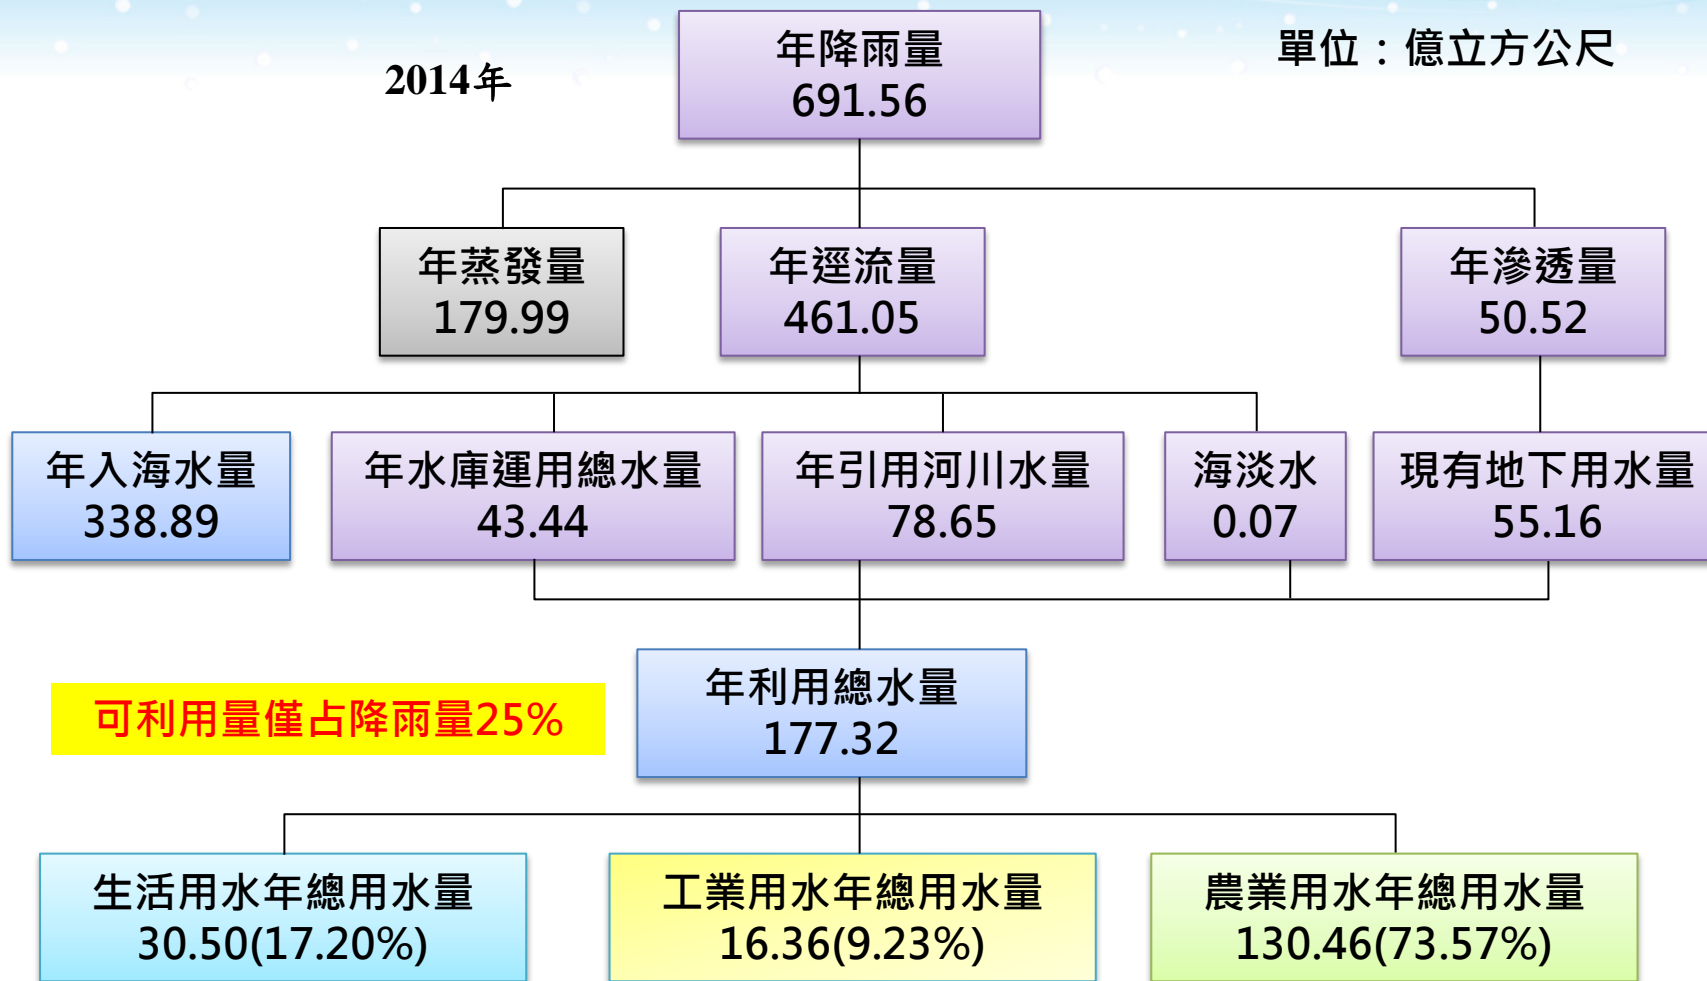 年降雨量
691.56
單位：億立方公尺
2014年
年蒸發量
179.99
年逕流量
461.05
年滲透量
50.52
年入海水量
338.89
年水庫運用總水量
43.44
年引用河川水量
78.65
海淡水
0.07
現有地下用水量
55.16
年利用總水量
177.32
可利用量僅占降雨量25%
生活用水年總用水量
30.50(17.20%)
工業用水年總用水量
16.36(9.23%)
農業用水年總用水量
130.46(73.57%)